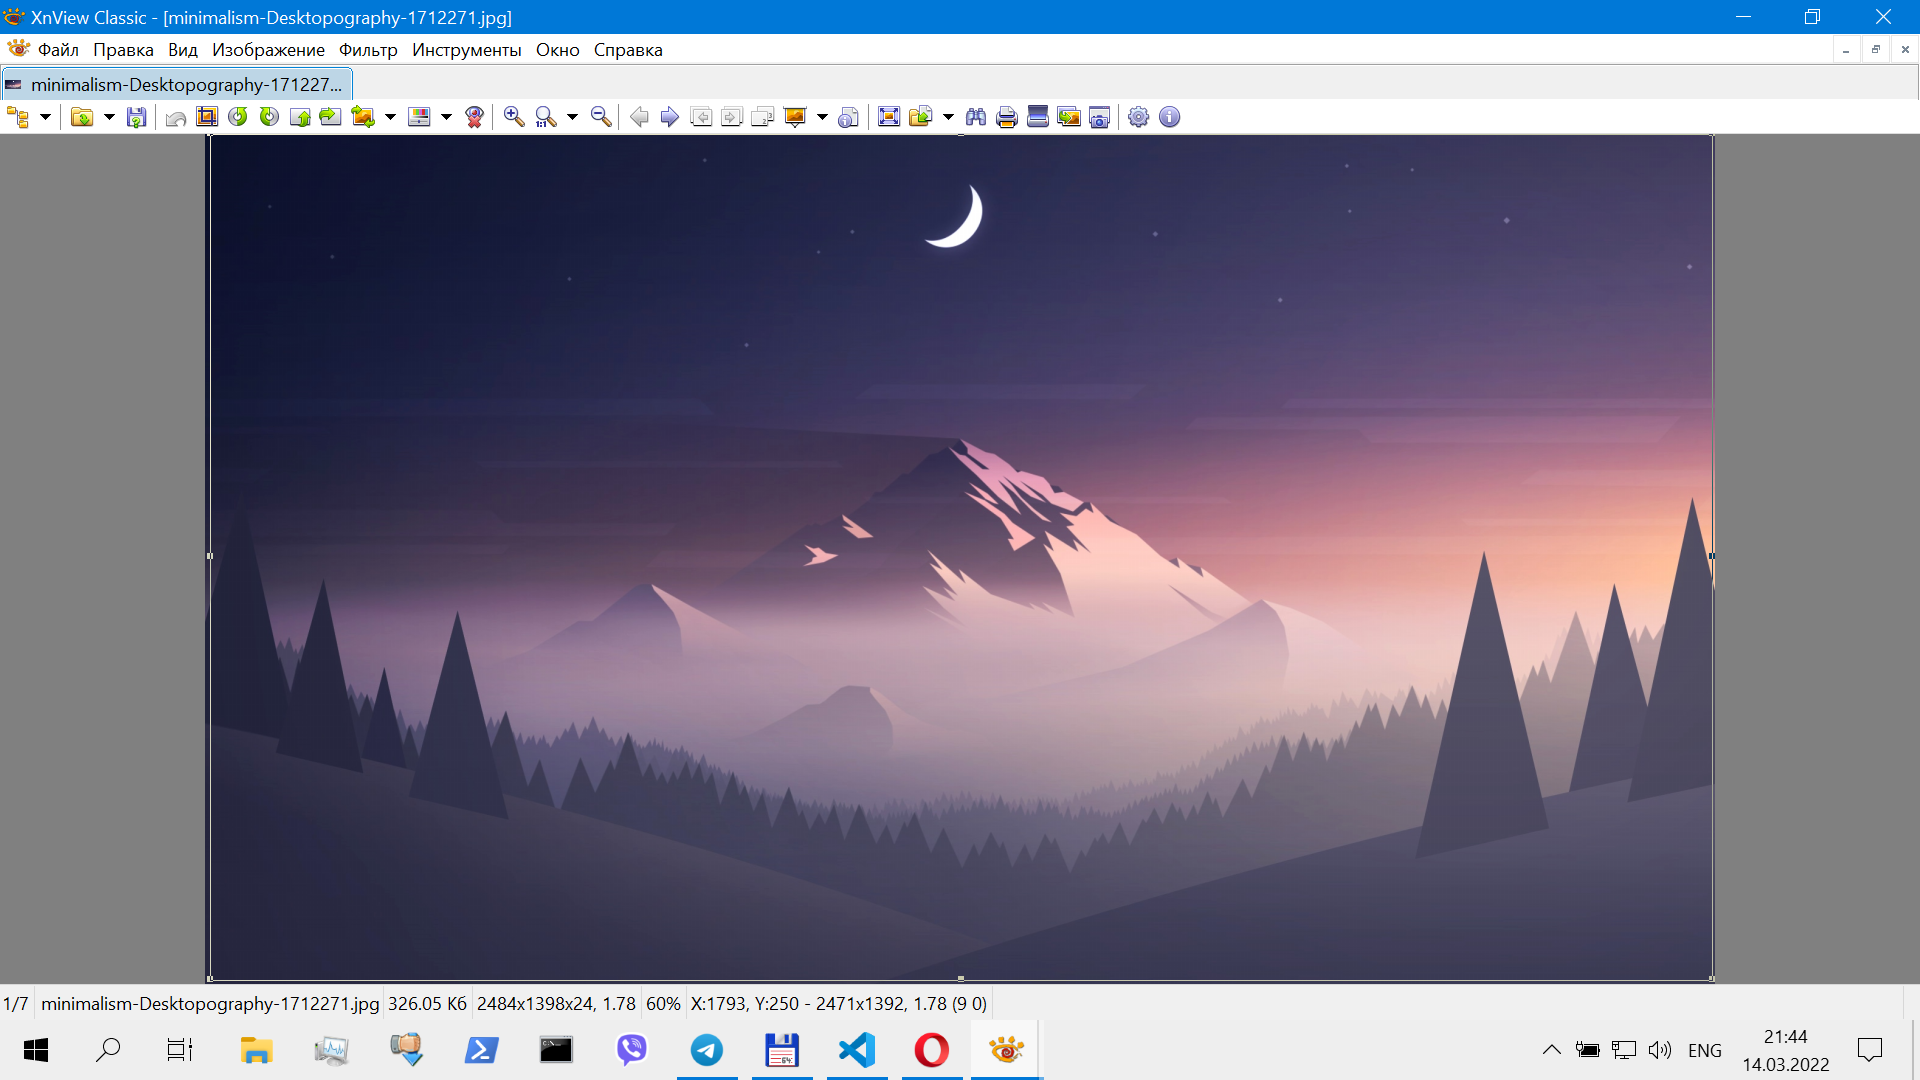 XnView Classic - [minimalism-Desktopography-1712271.jpg]
Файл Правка Вид Изображение Фильтр Инструменты Окно Справка
minimalism-Desktopography-171227...
1/7 minimalism-Desktopography-1712271.jpg 326.05 Кб 2484x1398x24, 1.78 60% X:1793, Y:250 - 2471x1392, 1.78 (9 0)
ENG
21:44
14.03.2022